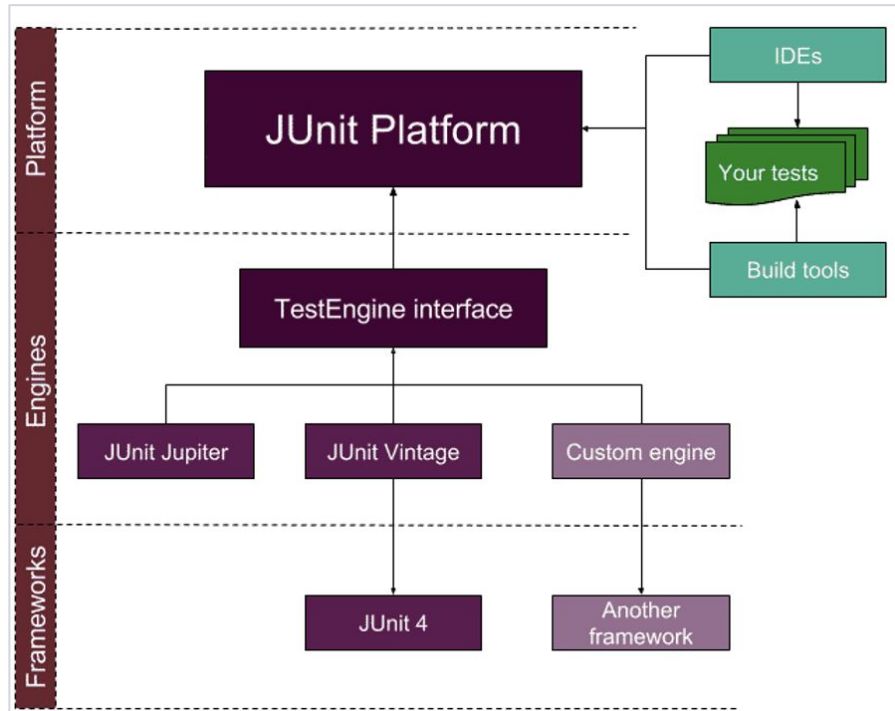 Platform
JUnit Platform
IDEs
Your tests
Build tools
Engines
TestEngine interface
JUnit Jupiter
JUnit Vintage
Custom engine
Frameworks
JUnit 4
Another
framework